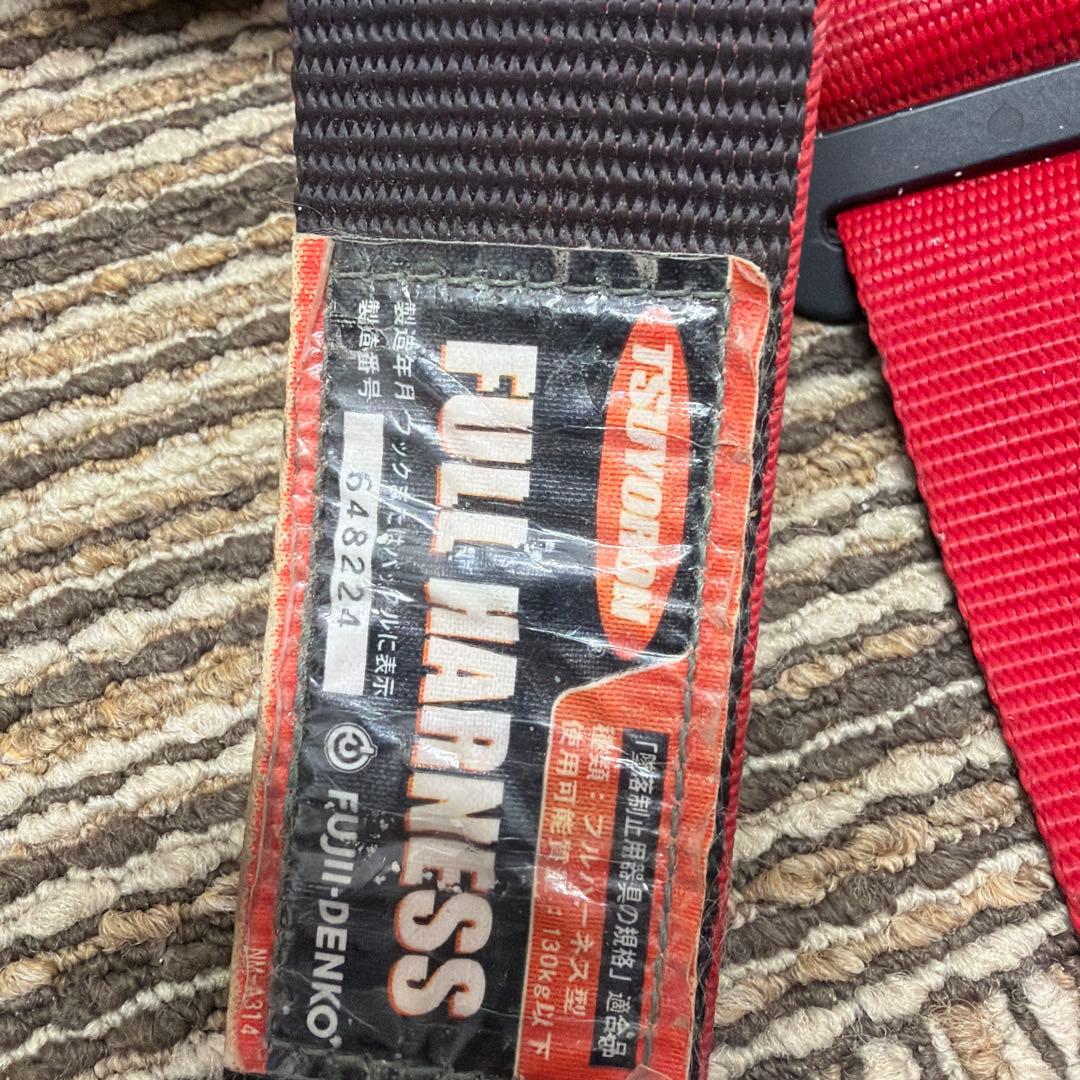 TSUYORON
®
「墜落制止用器具の規格」適合品
種類：フルハーネス型
使用可能質量：130kg以下
FULL HARNESS
製造年月 フックまたはバックルに表示
製造番号 648224
FUJII-DENKO
NK-A314